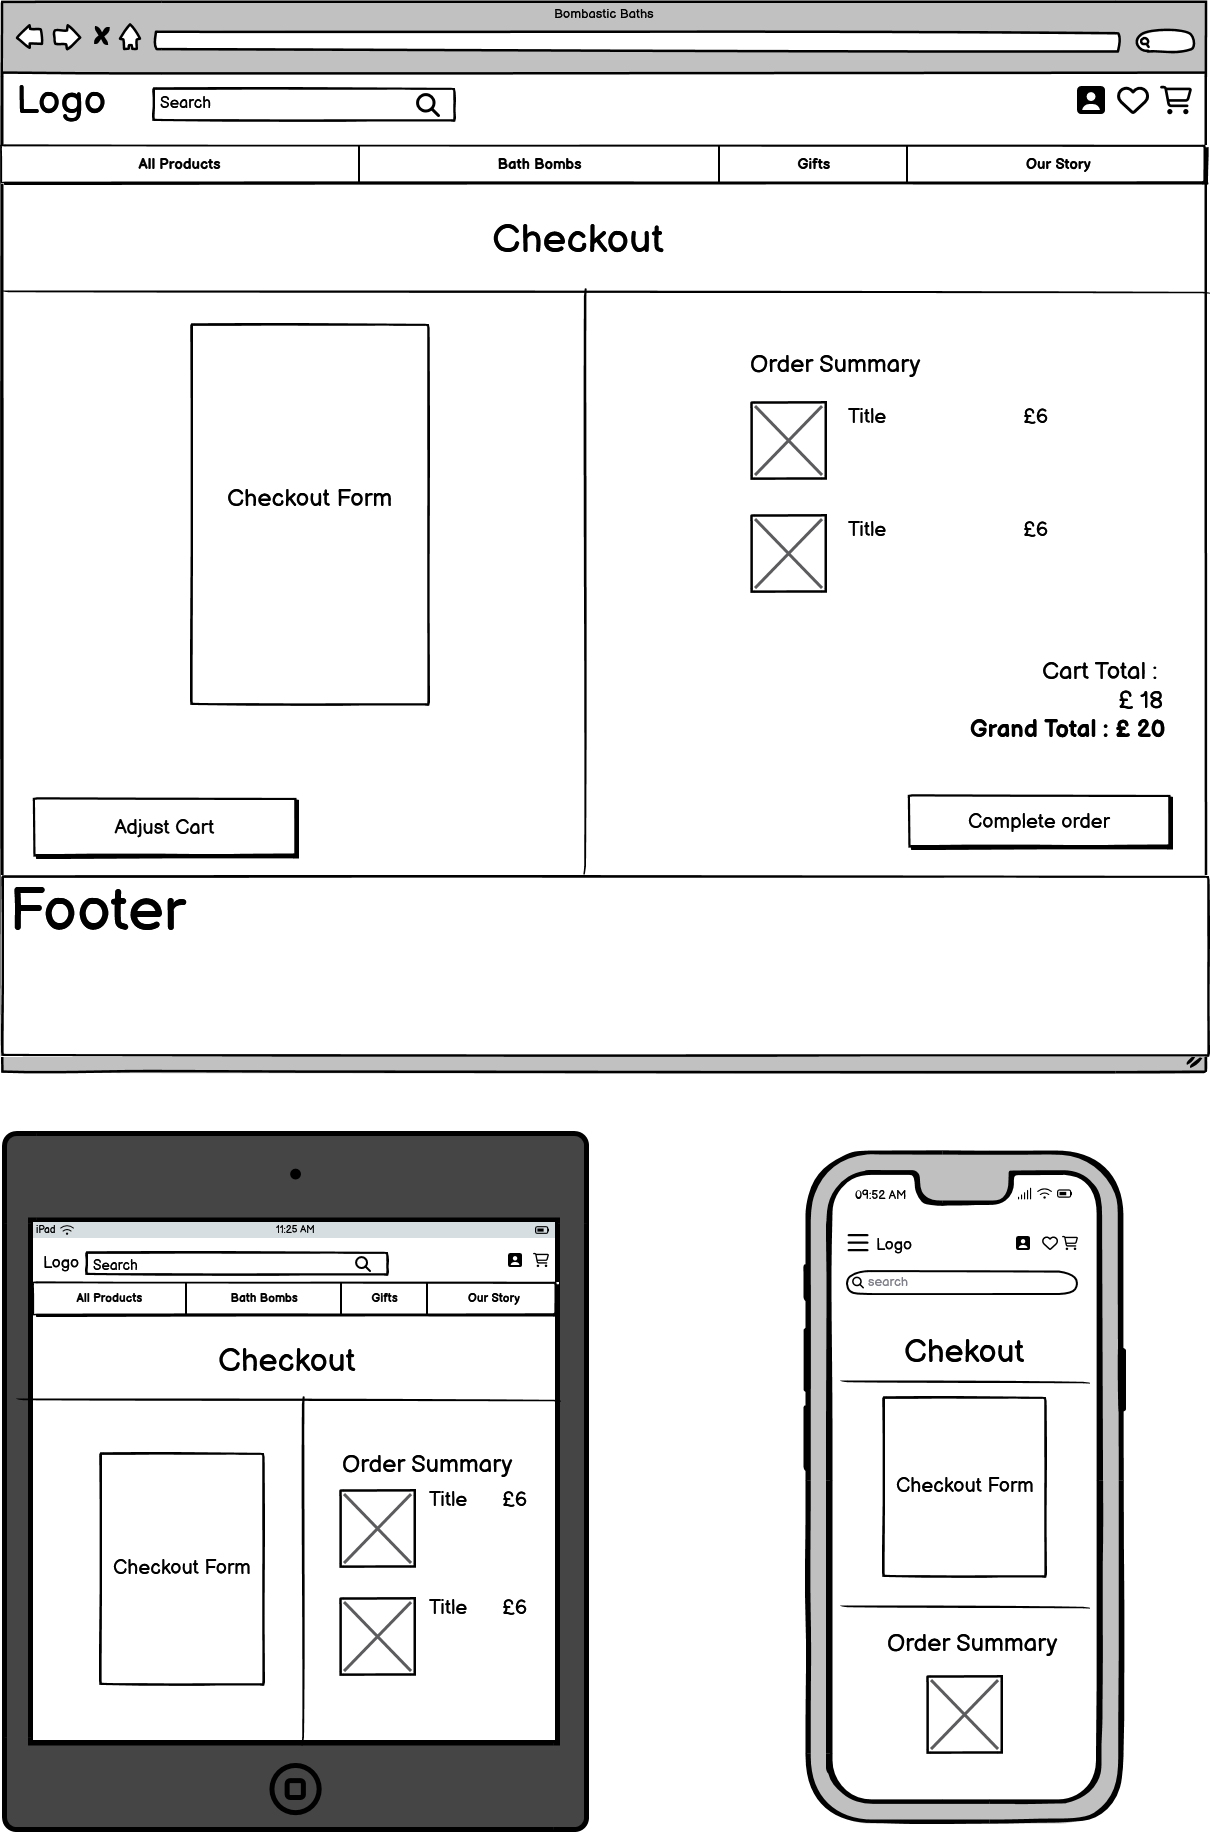 Bombastic Baths
Logo
Search
All Products
Bath Bombs
Gifts
Our Story
Checkout
Checkout Form
Adjust Cart
Order Summary
Title £6
Title £6
Cart Total :
£ 18
Grand Total : £ 20
Complete order
Footer
iPad
11:25 AM
Logo
Search
All Products
Bath Bombs
Gifts
Our Story
Checkout
Checkout Form
Order Summary
Title £6
Title £6
09:52 AM
Logo
search
Chekout
Checkout Form
Order Summary